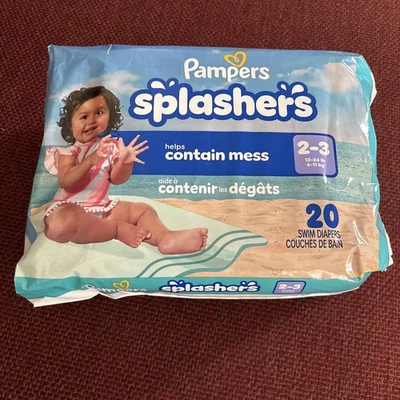 Pampers
splashers
helps
contain mess
2-3
13-24 lb
6-11 kg
aide à
contenir les dégâts
20
SWIM DIAPERS
COUCHES DE BAIN
Pampers
splashers
2-3